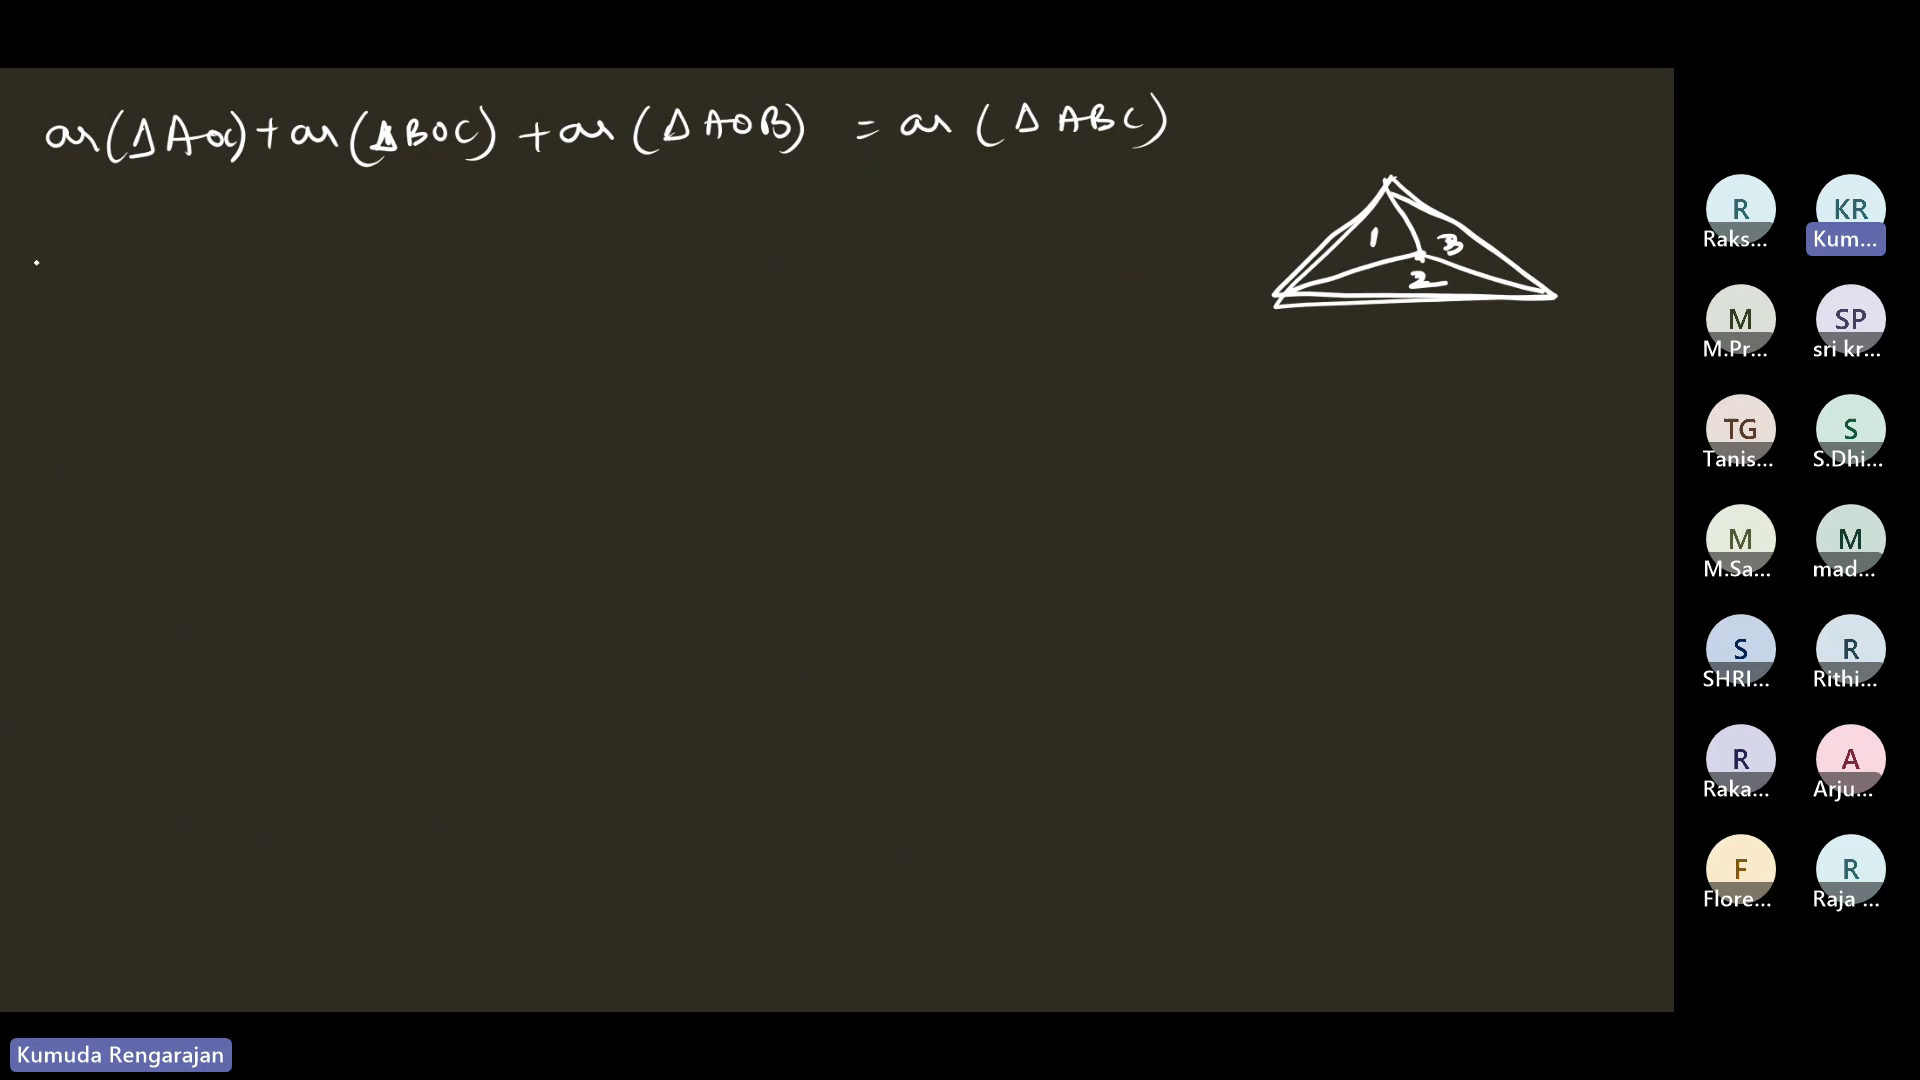 ar(ΔAOC)+ar(ΔBOC) +ar(ΔAOB) = ar(ΔABC)
1 3
2
R KR
Raks... Kum...
M SP
M.Pr... sri kr...
TG S
Tanis... S.Dhi...
M M
M.Sa... mad...
S R
SHRI... Rithi...
R A
Raka... Arju...
F R
Flore... Raja ...
Kumuda Rengarajan